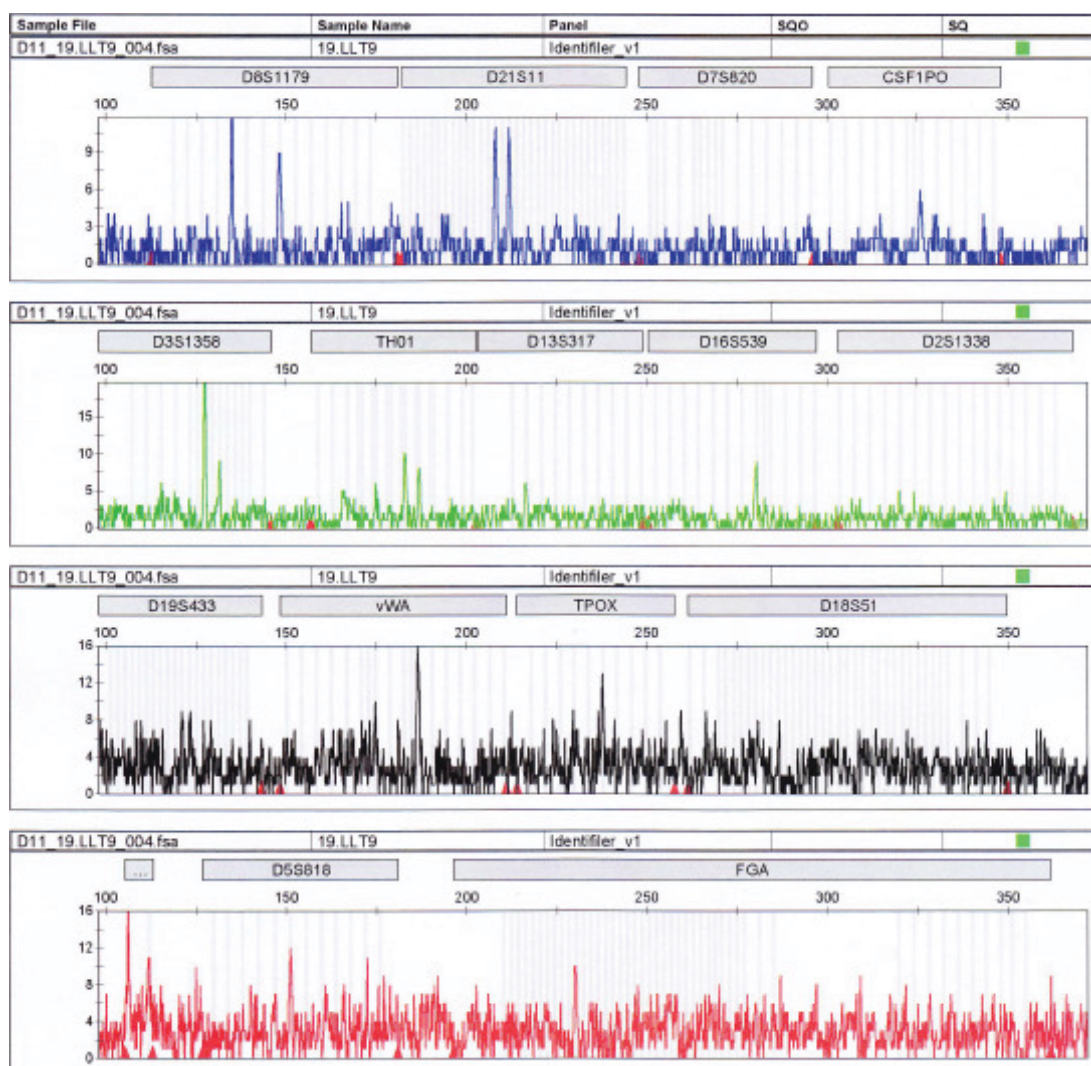 Sample File Sample Name Panel SQO SQ
D11_19.LLT9_004.fsa 19.LLT9 Identifiler_v1
D8S1179 D21S11 D7S820 CSF1PO
100 150 200 250 300 350
9
6
3
0
D11_19.LLT9_004.fsa 19.LLT9 Identifiler_v1
D3S1358 TH01 D13S317 D16S539 D2S1338
100 150 200 250 300 350
15
10
5
0
D11_19.LLT9_004.fsa 19.LLT9 Identifiler_v1
D19S433 vWA TPOX D18S51
100 150 200 250 300 350
16
12
8
4
0
D11_19.LLT9_004.fsa 19.LLT9 Identifiler_v1
... D5S818 FGA
100 150 200 250 300 350
16
12
8
4
0